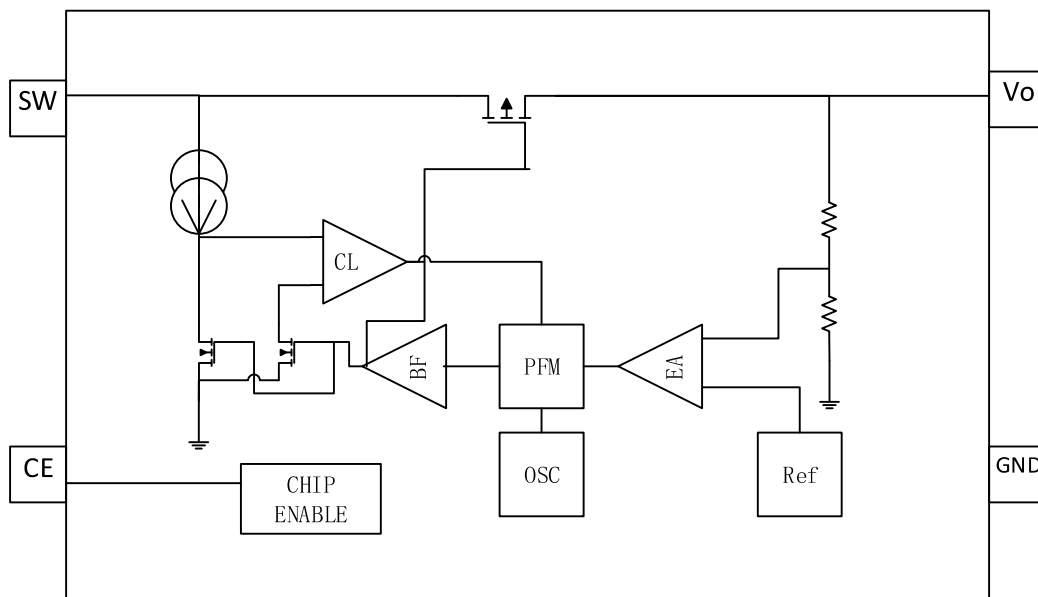 SW
Vo
CL
BF
PFM
EA
CE
CHIP
ENABLE
OSC
Ref
GND